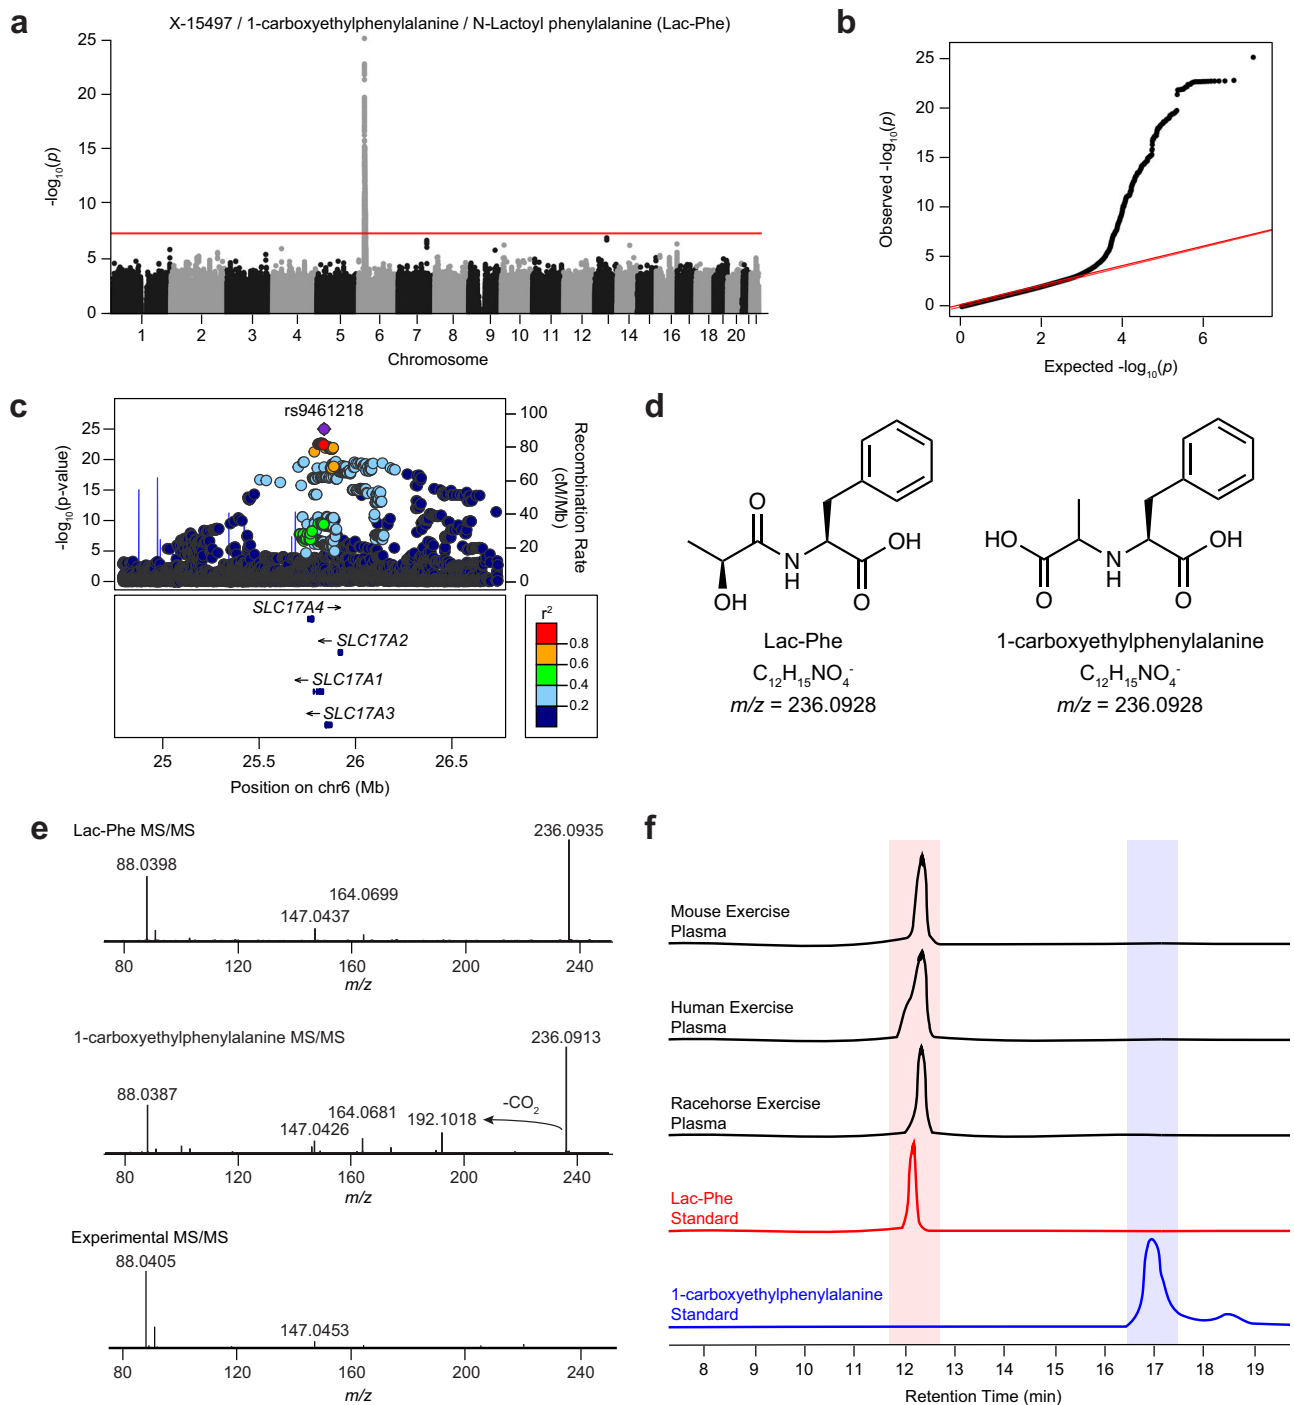 a
X-15497 / 1-carboxyethylphenylalanine / N-Lactoyl phenylalanine (Lac-Phe)
25
20
15
10
5
0
-log10(p)
1 2 3 4 5 6 7 8 9 10 11 12 13 14 16 18 20
Chromosome
b
25
20
15
10
5
0
Observed -log10(p)
0 2 4 6
Expected -log10(p)
c
rs9461218
25
20
15
10
5
0
-log10(p-value)
100
80
60
40
20
0
Recombination Rate
(cM/Mb)
SLC17A4 →
← SLC17A2
← SLC17A1
← SLC17A3
r2
0.8
0.6
0.4
0.2
25 25.5 26 26.5
Position on chr6 (Mb)
d
O
N
H
OH
OH
O
Lac-Phe
C12H15NO4-
m/z = 236.0928
HO
O
N
H
OH
O
1-carboxyethylphenylalanine
C12H15NO4-
m/z = 236.0928
e
Lac-Phe MS/MS
236.0935
88.0398
164.0699
147.0437
80 120 160 200 240
m/z
1-carboxyethylphenylalanine MS/MS
236.0913
88.0387
164.0681
147.0426
192.1018
-CO2
80 120 160 200 240
m/z
Experimental MS/MS
88.0405
147.0453
80 120 160 200 240
m/z
f
Mouse Exercise
Plasma
Human Exercise
Plasma
Racehorse Exercise
Plasma
Lac-Phe
Standard
1-carboxyethylphenylalanine
Standard
8 9 10 11 12 13 14 15 16 17 18 19
Retention Time (min)